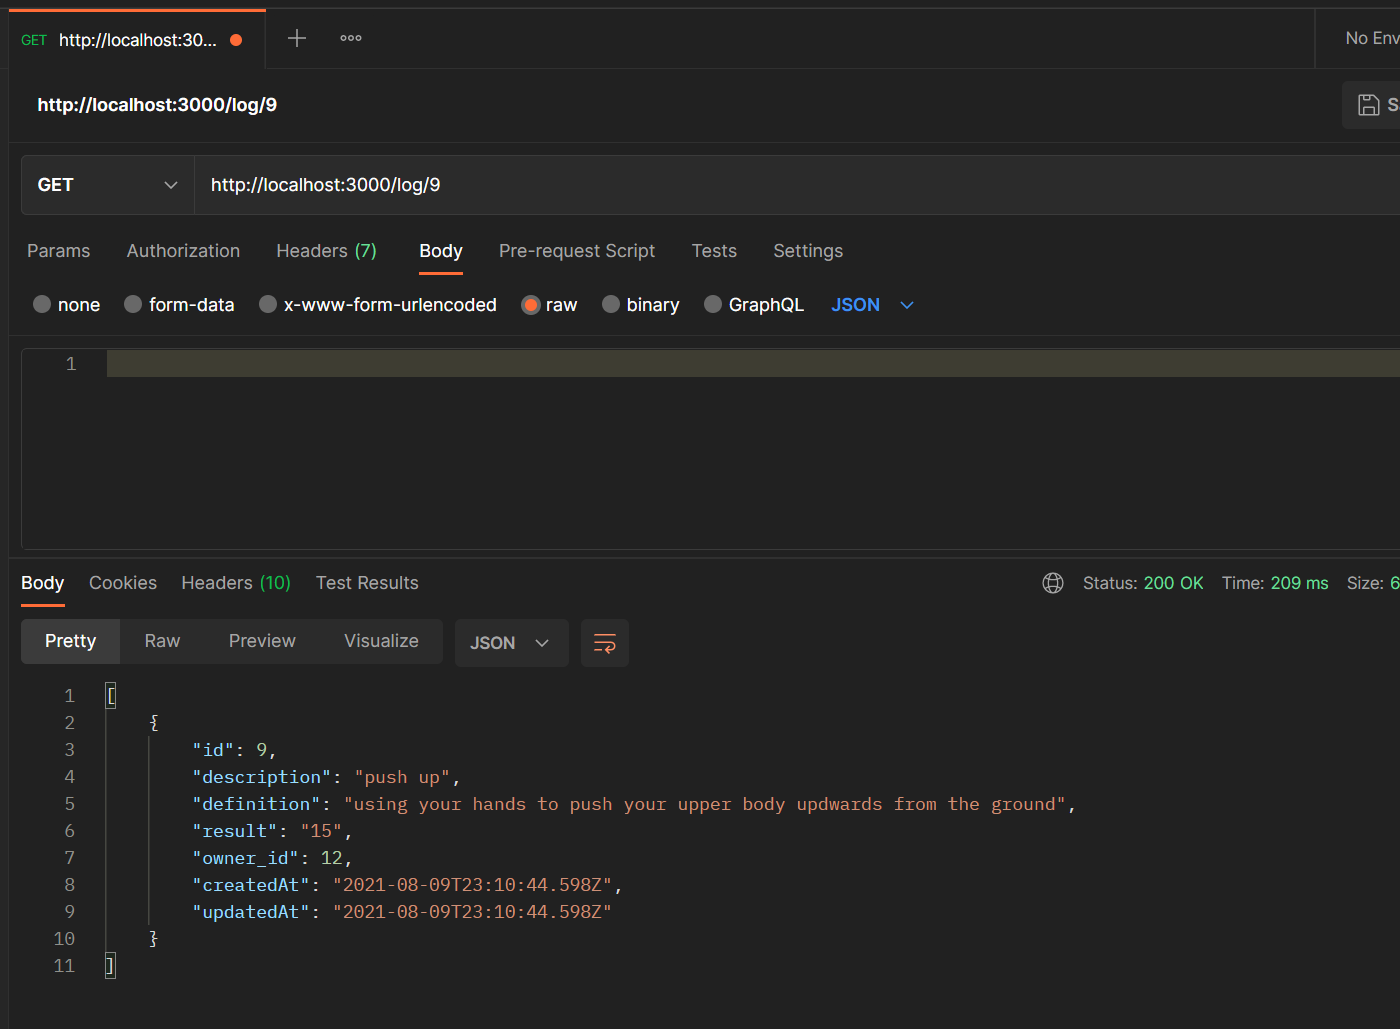 GET http://localhost:30...
No Env
http://localhost:3000/log/9
S
GET http://localhost:3000/log/9
Params Authorization Headers (7) Body Pre-request Script Tests Settings
none form-data x-www-form-urlencoded raw binary GraphQL JSON
1
Body Cookies Headers (10) Test Results Status: 200 OK Time: 209 ms Size: 6
Pretty Raw Preview Visualize JSON
1 [
2 {
3 "id": 9,
4 "description": "push up",
5 "definition": "using your hands to push your upper body updwards from the ground",
6 "result": "15",
7 "owner_id": 12,
8 "createdAt": "2021-08-09T23:10:44.598Z",
9 "updatedAt": "2021-08-09T23:10:44.598Z"
10 }
11 ]